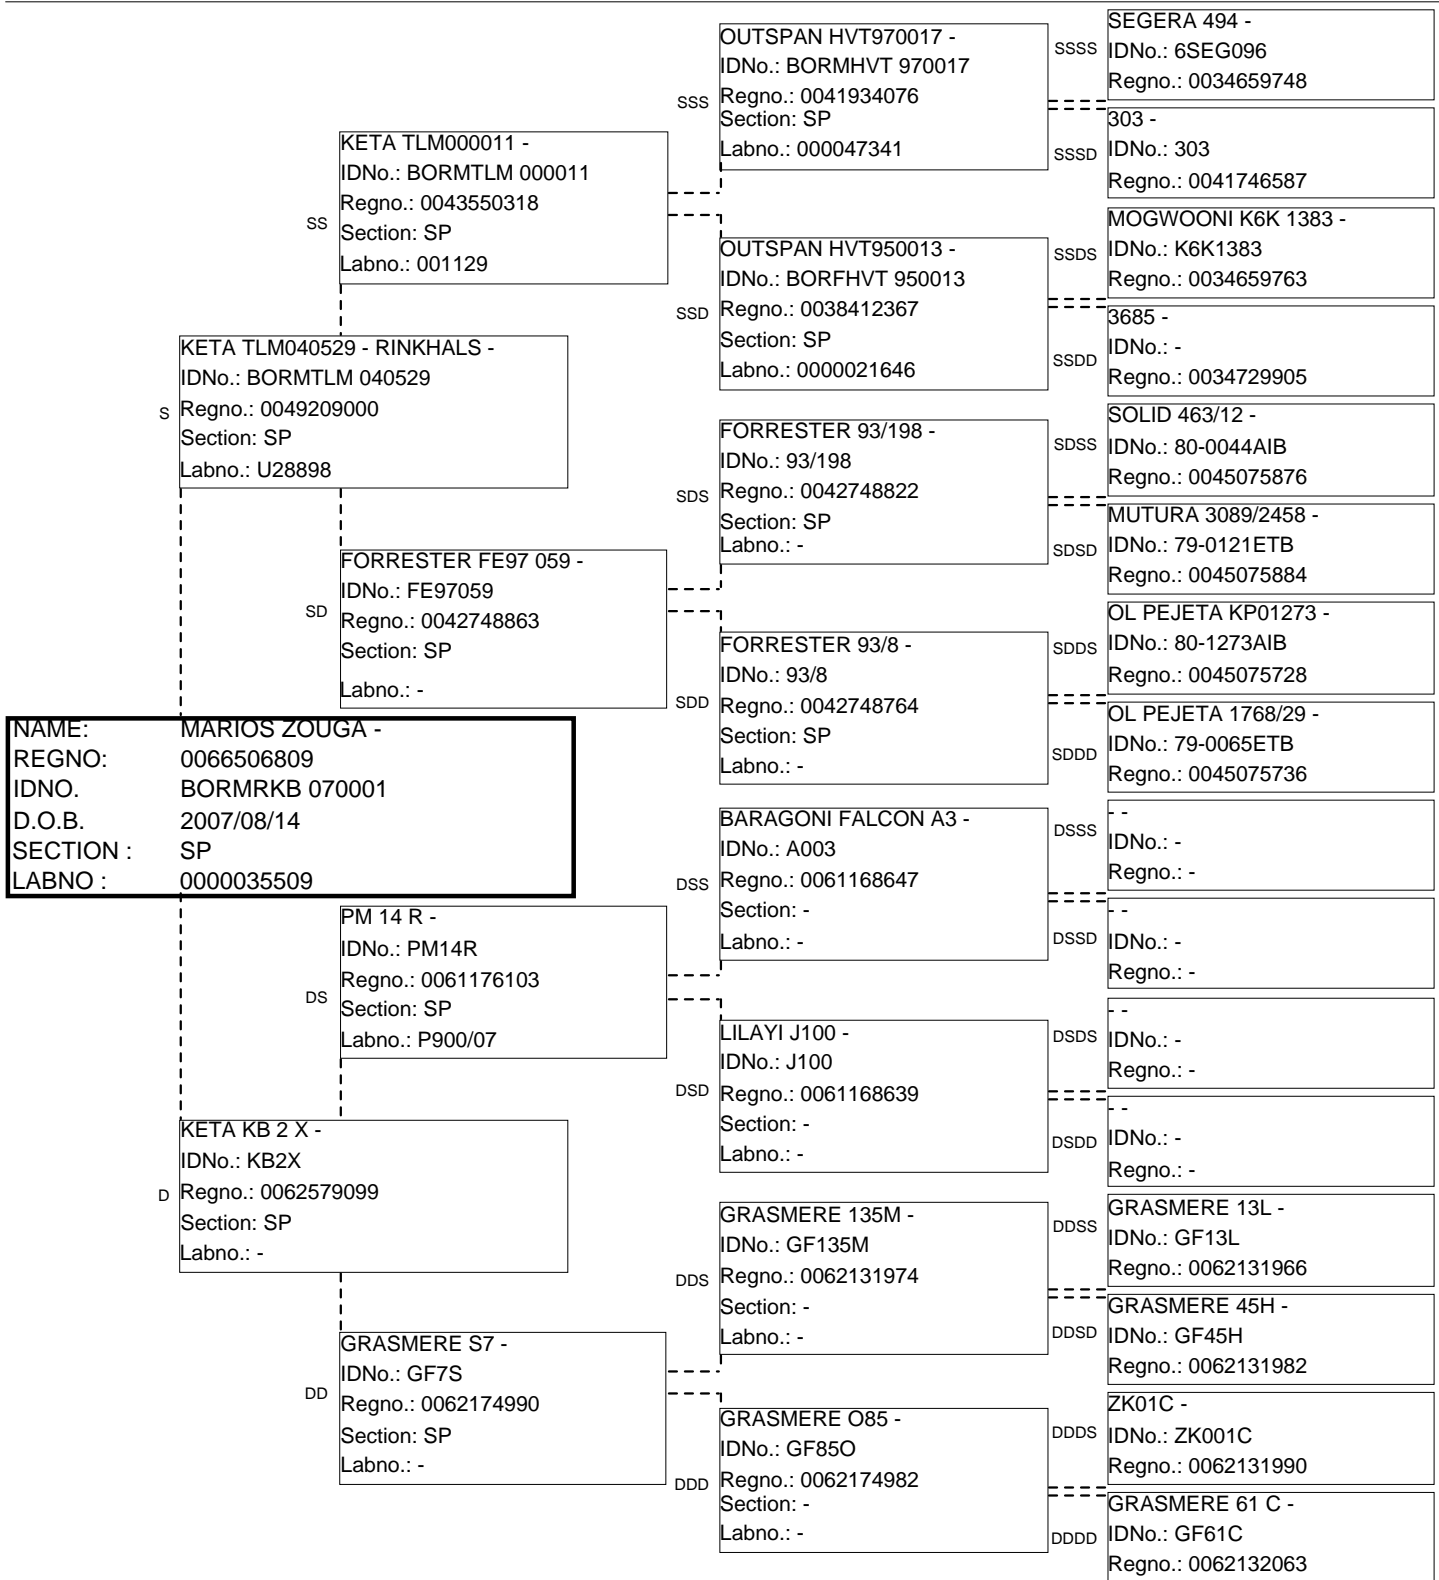 NAME: MARIOS ZOUGA -
REGNO: 0066506809
IDNO. BORMRKB 070001
D.O.B. 2007/08/14
SECTION : SP
LABNO : 0000035509
S
KETA TLM040529 - RINKHALS -
IDNo.: BORMTLM 040529
Regno.: 0049209000
Section: SP
Labno.: U28898
D
KETA KB 2 X -
IDNo.: KB2X
Regno.: 0062579099
Section: SP
Labno.: -
SS
KETA TLM000011 -
IDNo.: BORMTLM 000011
Regno.: 0043550318
Section: SP
Labno.: 001129
SD
FORRESTER FE97 059 -
IDNo.: FE97059
Regno.: 0042748863
Section: SP
Labno.: -
DS
PM 14 R -
IDNo.: PM14R
Regno.: 0061176103
Section: SP
Labno.: P900/07
DD
GRASMERE S7 -
IDNo.: GF7S
Regno.: 0062174990
Section: SP
Labno.: -
SSS
OUTSPAN HVT970017 -
IDNo.: BORMHVT 970017
Regno.: 0041934076
Section: SP
Labno.: 000047341
SSD
OUTSPAN HVT950013 -
IDNo.: BORFHVT 950013
Regno.: 0038412367
Section: SP
Labno.: 0000021646
SDS
FORRESTER 93/198 -
IDNo.: 93/198
Regno.: 0042748822
Section: SP
Labno.: -
SDD
FORRESTER 93/8 -
IDNo.: 93/8
Regno.: 0042748764
Section: SP
Labno.: -
DSS
BARAGONI FALCON A3 -
IDNo.: A003
Regno.: 0061168647
Section: -
Labno.: -
DSD
LILAYI J100 -
IDNo.: J100
Regno.: 0061168639
Section: -
Labno.: -
DDS
GRASMERE 135M -
IDNo.: GF135M
Regno.: 0062131974
Section: -
Labno.: -
DDD
GRASMERE O85 -
IDNo.: GF85O
Regno.: 0062174982
Section: -
Labno.: -
SSSS
SEGERA 494 -
IDNo.: 6SEG096
Regno.: 0034659748
SSSD
303 -
IDNo.: 303
Regno.: 0041746587
SSDS
MOGWOONI K6K 1383 -
IDNo.: K6K1383
Regno.: 0034659763
SSDD
3685 -
IDNo.: -
Regno.: 0034729905
SDSS
SOLID 463/12 -
IDNo.: 80-0044AIB
Regno.: 0045075876
SDSD
MUTURA 3089/2458 -
IDNo.: 79-0121ETB
Regno.: 0045075884
SDDS
OL PEJETA KP01273 -
IDNo.: 80-1273AIB
Regno.: 0045075728
SDDD
OL PEJETA 1768/29 -
IDNo.: 79-0065ETB
Regno.: 0045075736
DSSS
- -
IDNo.: -
Regno.: -
DSSD
- -
IDNo.: -
Regno.: -
DSDS
- -
IDNo.: -
Regno.: -
DSDD
- -
IDNo.: -
Regno.: -
DDSS
GRASMERE 13L -
IDNo.: GF13L
Regno.: 0062131966
DDSD
GRASMERE 45H -
IDNo.: GF45H
Regno.: 0062131982
DDDS
ZK01C -
IDNo.: ZK001C
Regno.: 0062131990
DDDD
GRASMERE 61 C -
IDNo.: GF61C
Regno.: 0062132063